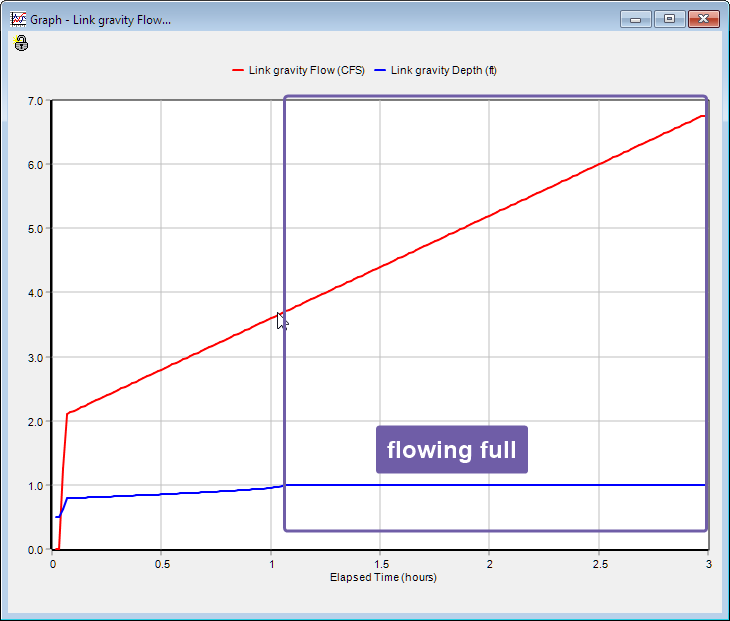 Graph - Link gravity Flow...
Link gravity Flow (CFS) Link gravity Depth (ft)
7.0
6.0
5.0
4.0
3.0
2.0
flowing full
1.0
0.0
0 0.5 1 1.5 2 2.5 3
Elapsed Time (hours)